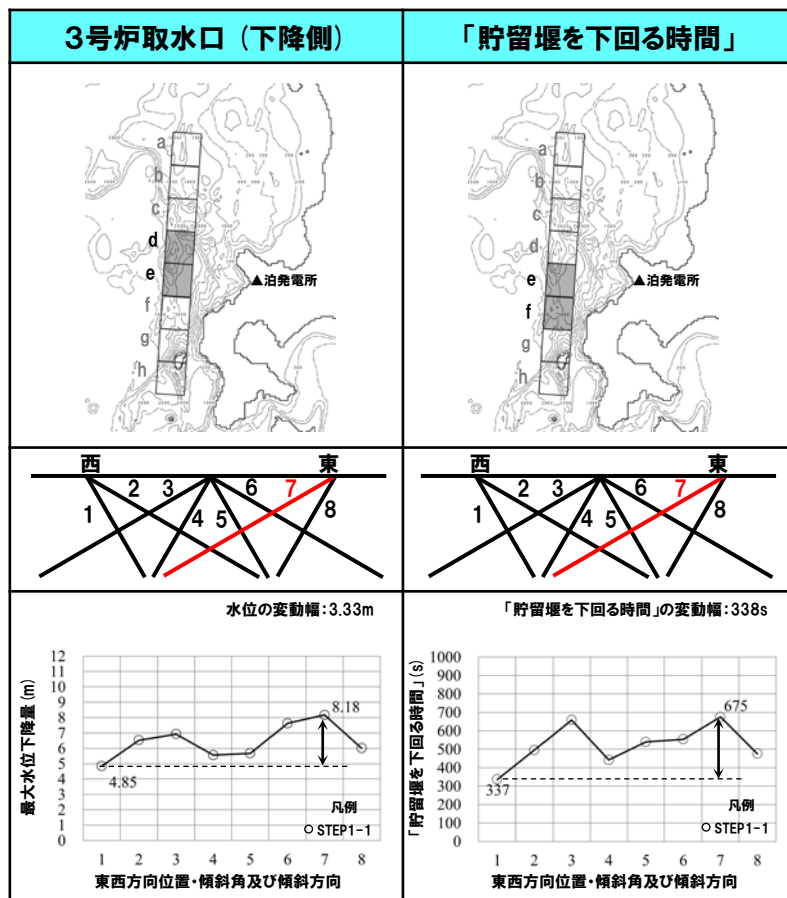 3号炉取水口（下降側）
「貯留堰を下回る時間」
a
b
c
d
e
f
g
h
▲泊発電所
a
b
c
d
e
f
g
h
▲泊発電所
西
東
1
2
3
4
5
6
7
8
西
東
1
2
3
4
5
6
7
8
水位の変動幅：3.33m
最大水位下降量(m)
12
11
10
9
8
7
6
5
4
3
2
1
0
8.18
4.85
凡例
○ STEP1-1
1 2 3 4 5 6 7 8
東西方向位置・傾斜角及び傾斜方向
「貯留堰を下回る時間」の変動幅：338s
「貯留堰を下回る時間」(s)
1000
900
800
700
600
500
400
300
200
100
0
675
337
凡例
○ STEP1-1
1 2 3 4 5 6 7 8
東西方向位置・傾斜角及び傾斜方向